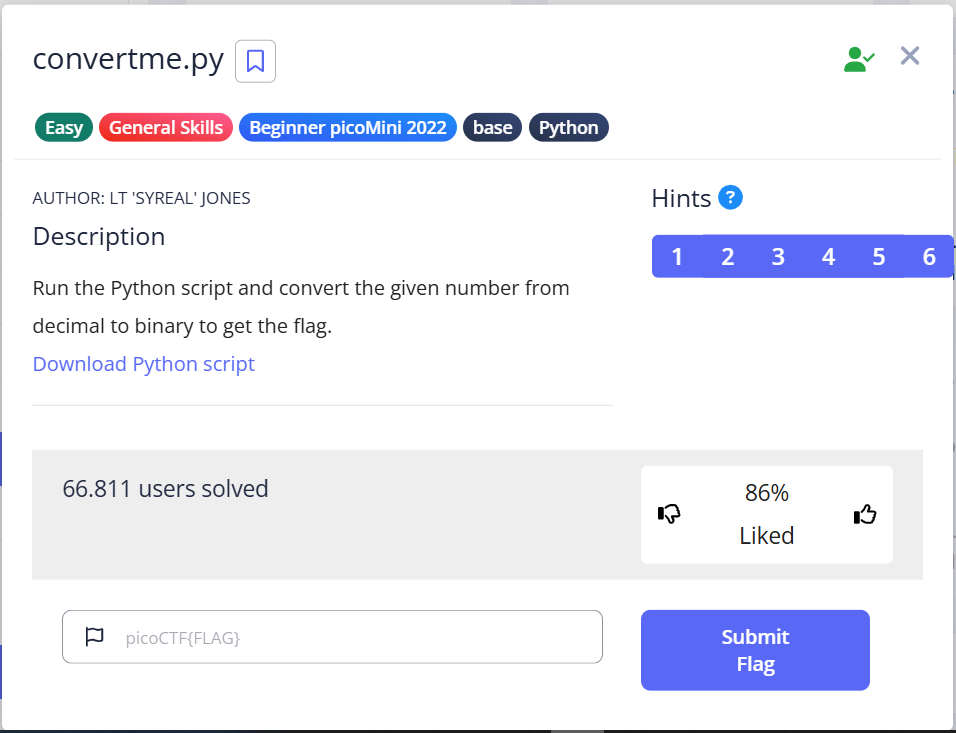 convertme.py
Easy General Skills Beginner picoMini 2022 base Python
AUTHOR: LT 'SYREAL' JONES
Description
Run the Python script and convert the given number from
decimal to binary to get the flag.
Download Python script
Hints ?
1 2 3 4 5 6
66.811 users solved
86%
Liked
picoCTF{FLAG}
Submit
Flag